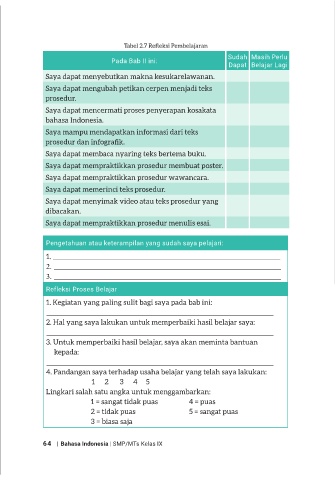 Tabel 2.7 Refleksi Pembelajaran
Pada Bab II ini:
Sudah Dapat
Masih Perlu Belajar Lagi
Saya dapat menyebutkan makna kesukarelawanan.
Saya dapat mengubah petikan cerpen menjadi teks
prosedur.
Saya dapat mencermati proses penyerapan kosakata
bahasa Indonesia.
Saya mampu mendapatkan informasi dari teks
prosedur dan infografik.
Saya dapat membaca nyaring teks bertema buku.
Saya dapat mempraktikkan prosedur membuat poster.
Saya dapat mempraktikkan prosedur wawancara.
Saya dapat memerinci teks prosedur.
Saya dapat menyimak video atau teks prosedur yang
dibacakan.
Saya dapat mempraktikkan prosedur menulis esai.
Pengetahuan atau keterampilan yang sudah saya pelajari:
1.
2.
3.
Refleksi Proses Belajar
1. Kegiatan yang paling sulit bagi saya pada bab ini:
2. Hal yang saya lakukan untuk memperbaiki hasil belajar saya:
3. Untuk memperbaiki hasil belajar, saya akan meminta bantuan
kepada:
4. Pandangan saya terhadap usaha belajar yang telah saya lakukan:
1 2 3 4 5
Lingkari salah satu angka untuk menggambarkan:
1 = sangat tidak puas 4 = puas
2 = tidak puas 5 = sangat puas
3 = biasa saja
64 | Bahasa Indonesia | SMP/MTs Kelas IX